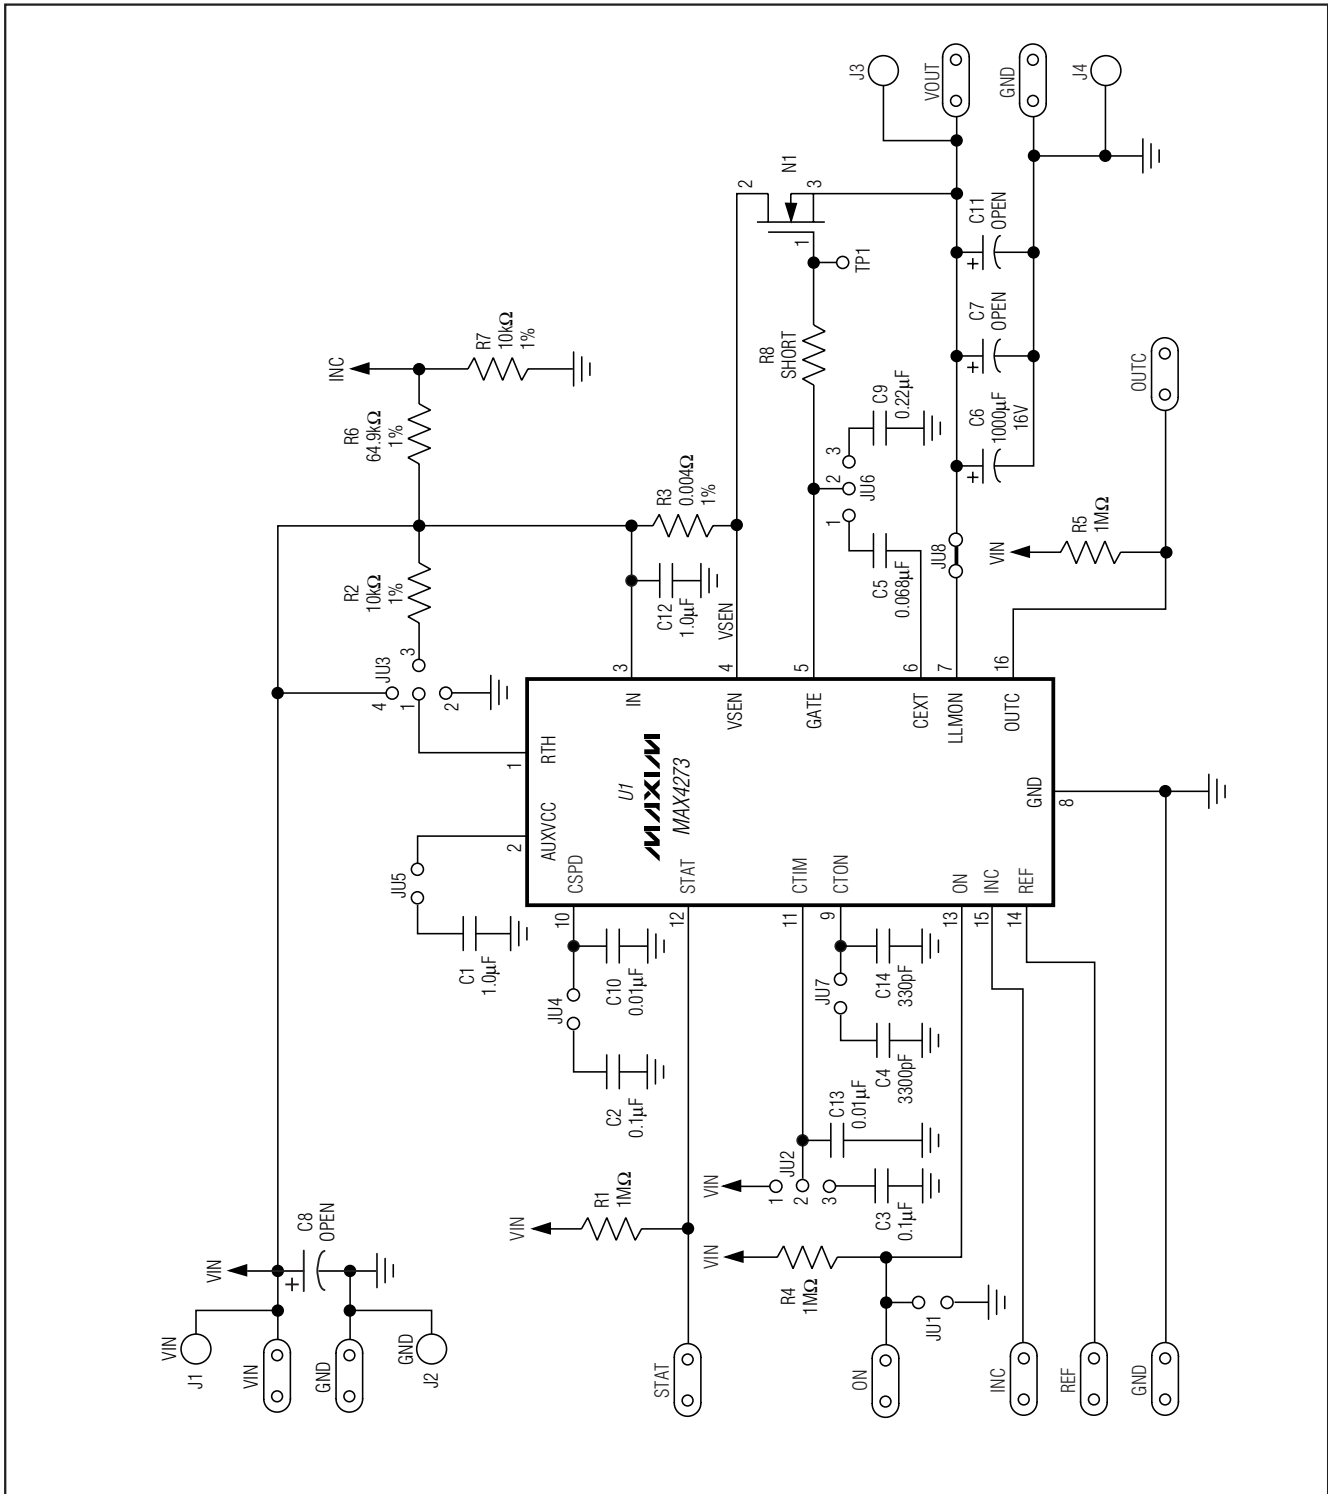 J1
VIN
VIN
GND
J2
GND
VIN
C8
OPEN
JU3
4
1
2
3
R2
10kΩ
1%
R6
64.9kΩ
1%
INC
R7
10kΩ
1%
JU5
C1
1.0µF
2
AUXVCC
1
RTH
U1
MAXIM
MAX4273
3
IN
C12
1.0µF
R3
0.004Ω
1%
4
VSEN
VSEN
2
N1
3
1
TP1
R8
SHORT
5
GATE
1
2
3
JU6
C9
0.22µF
C5
0.068µF
6
CEXT
7
LLMON
JU8
C6
1000µF
16V
C7
OPEN
C11
OPEN
J3
VOUT
GND
J4
16
OUTC
VIN
R5
1MΩ
OUTC
GND
8
10
CSPD
JU4
C10
0.01µF
C2
0.1µF
12
STAT
VIN
R1
1MΩ
STAT
11
CTIM
VIN
JU2
1
2
3
C13
0.01µF
C3
0.1µF
9
CTON
JU7
C14
330pF
C4
3300pF
13
ON
VIN
R4
1MΩ
JU1
ON
15
INC
INC
14
REF
REF
GND